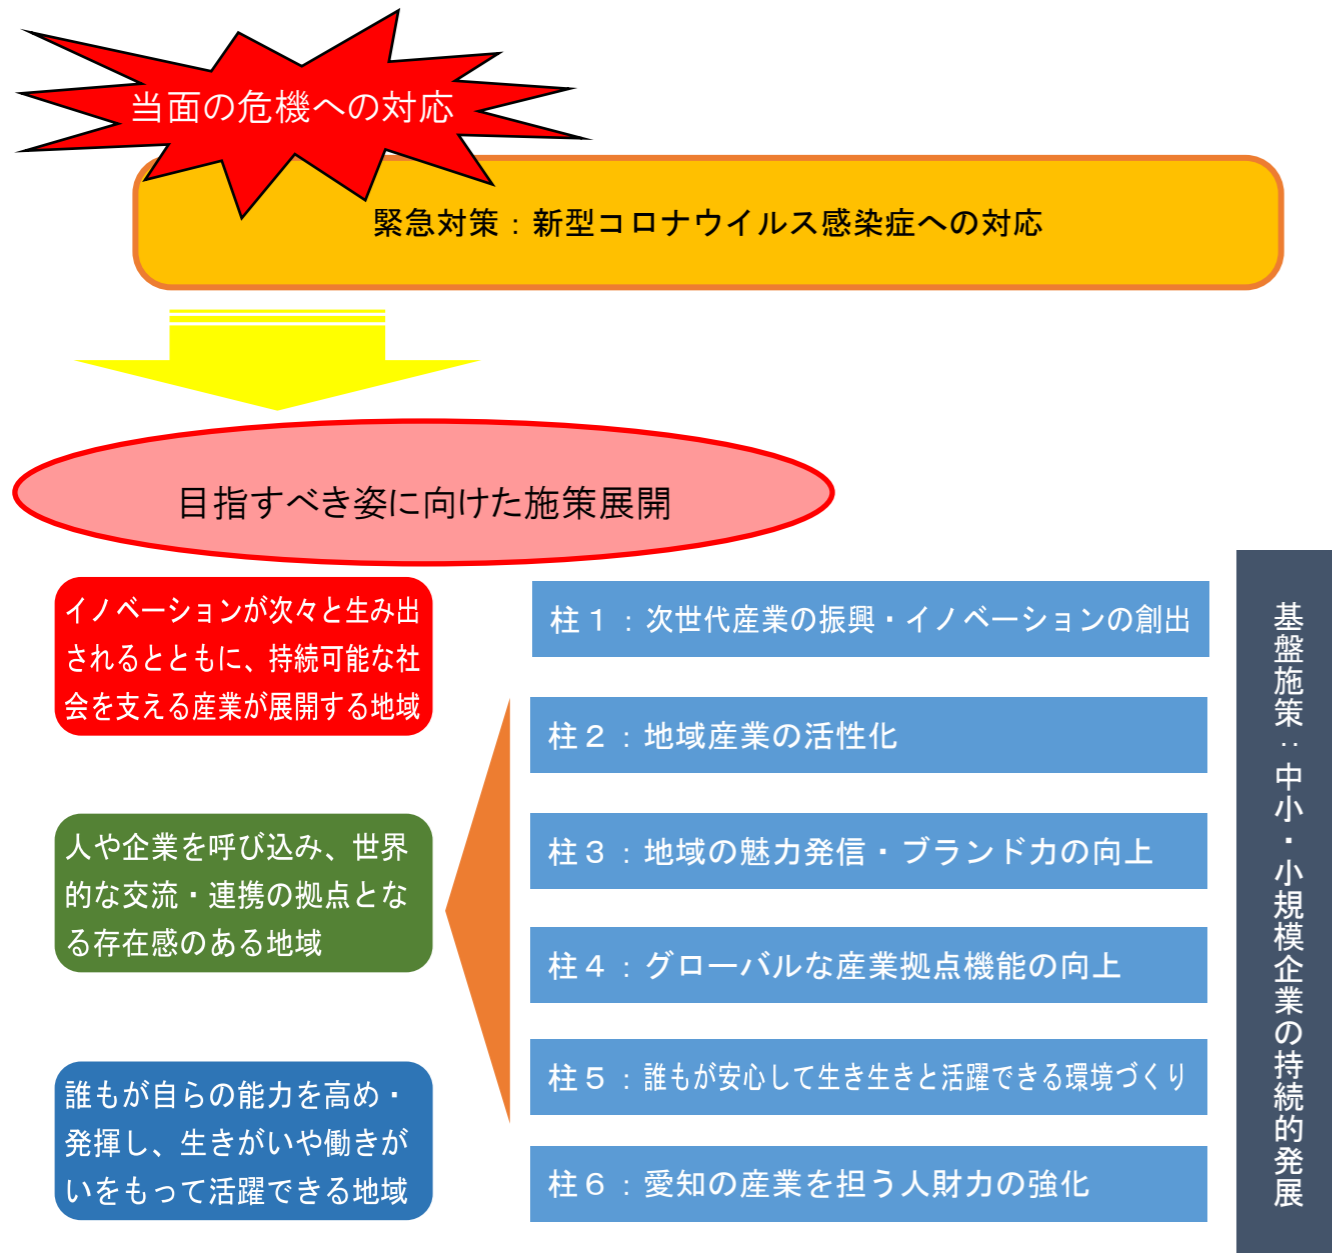 当面の危機への対応
緊急対策：新型コロナウイルス感染症への対応
目指すべき姿に向けた施策展開
イノベーションが次々と生み出
されるとともに、持続可能な社
会を支える産業が展開する地域
人や企業を呼び込み、世界
的な交流・連携の拠点とな
る存在感のある地域
誰もが自らの能力を高め・
発揮し、生きがいや働きが
いをもって活躍できる地域
柱１：次世代産業の振興・イノベーションの創出
柱２：地域産業の活性化
柱３：地域の魅力発信・ブランド力の向上
柱４：グローバルな産業拠点機能の向上
柱５：誰もが安心して生き生きと活躍できる環境づくり
柱６：愛知の産業を担う人財力の強化
基盤施策：中小・小規模企業の持続的発展